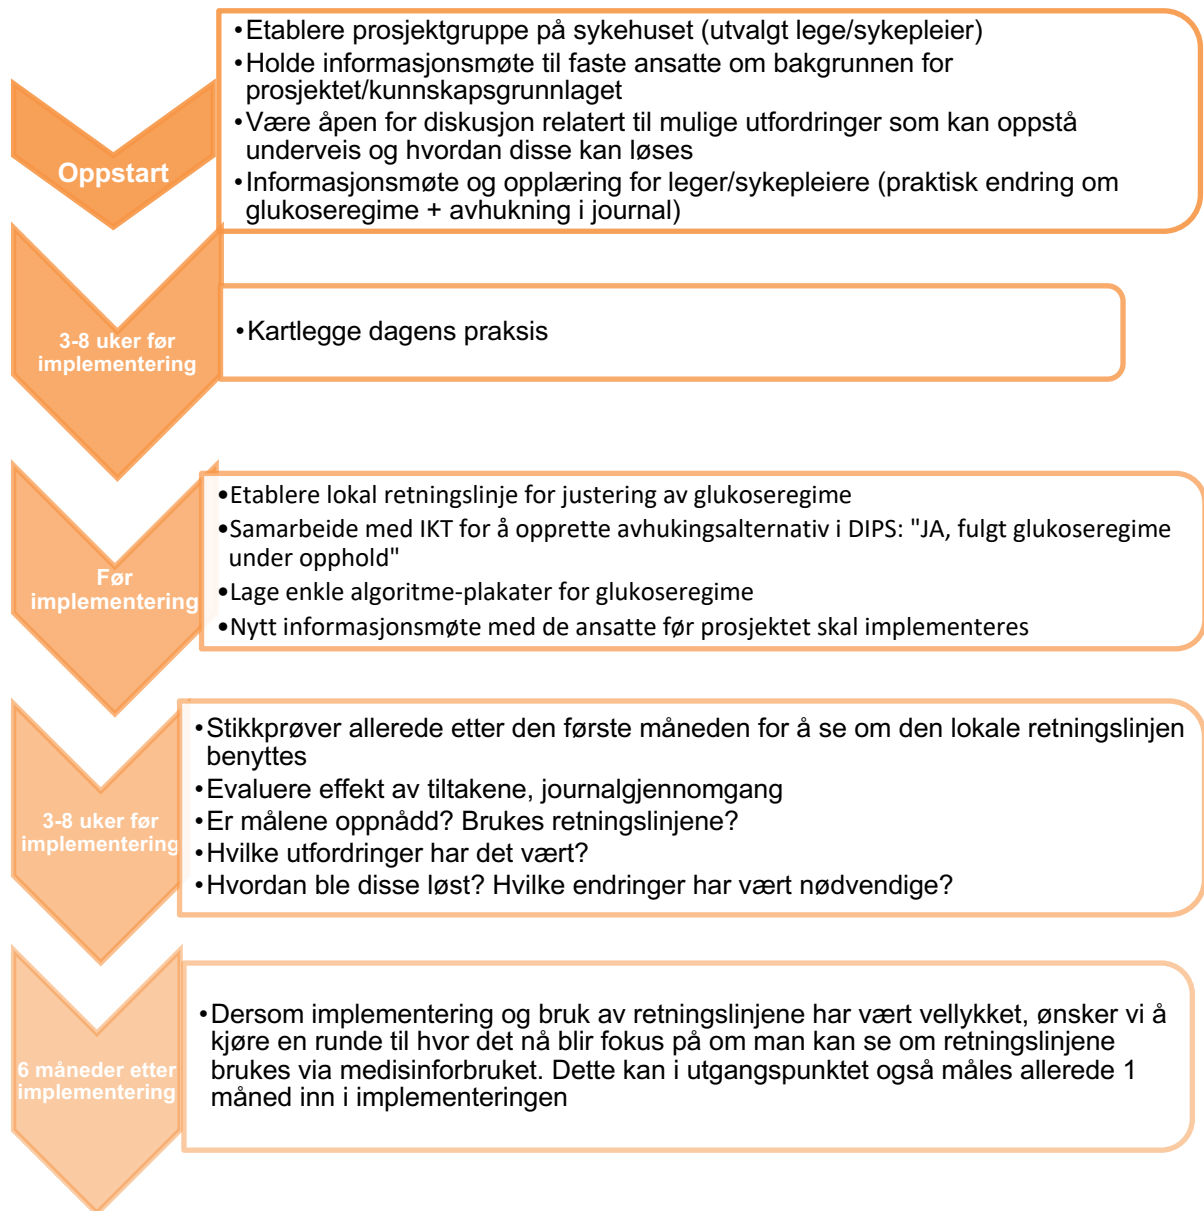 Oppstart
•Etablere prosjektgruppe på sykehuset (utvalgt lege/sykepleier)
•Holde informasjonsmøte til faste ansatte om bakgrunnen for
prosjektet/kunnskapsgrunnlaget
•Være åpen for diskusjon relatert til mulige utfordringer som kan oppstå
underveis og hvordan disse kan løses
•Informasjonsmøte og opplæring for leger/sykepleiere (praktisk endring om
glukoseregime + avhukning i journal)
3-8 uker før
implementering
•Kartlegge dagens praksis
Før
implementering
•Etablere lokal retningslinje for justering av glukoseregime
•Samarbeide med IKT for å opprette avhukingsalternativ i DIPS: "JA, fulgt glukoseregime
under opphold"
•Lage enkle algoritme-plakater for glukoseregime
•Nytt informasjonsmøte med de ansatte før prosjektet skal implementeres
3-8 uker før
implementering
•Stikkprøver allerede etter den første måneden for å se om den lokale retningslinjen
benyttes
•Evaluere effekt av tiltakene, journalgjennomgang
•Er målene oppnådd? Brukes retningslinjene?
•Hvilke utfordringer har det vært?
•Hvordan ble disse løst? Hvilke endringer har vært nødvendige?
6 måneder etter
implementering
•Dersom implementering og bruk av retningslinjene har vært vellykket, ønsker vi å
kjøre en runde til hvor det nå blir fokus på om man kan se om retningslinjene
brukes via medisinforbruket. Dette kan i utgangspunktet også måles allerede 1
måned inn i implementeringen